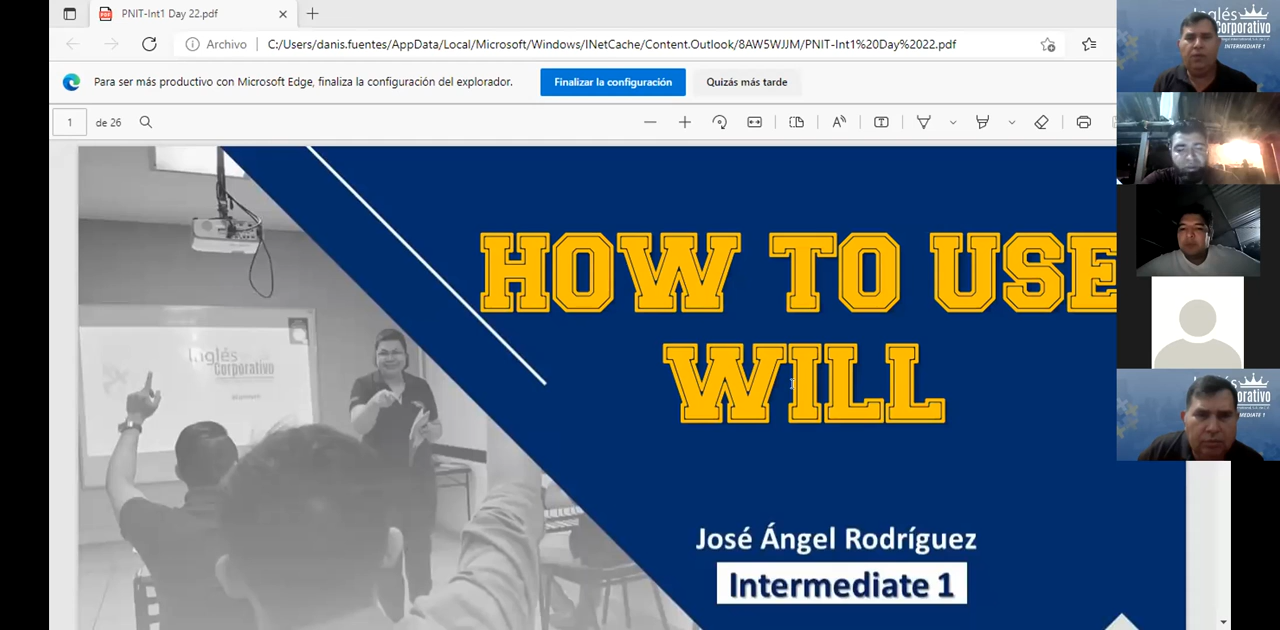 PNIT-Int1 Day 22.pdf
Archivo
C:/Users/danis.fuentes/AppData/Local/Microsoft/Windows/INetCache/Content.Outlook/8AW5WJJM/PNIT-Int1%20Day%2022.pdf
Para ser más productivo con Microsoft Edge, finaliza la configuración del explorador.
Finalizar la configuración
Quizás más tarde
1
de 26
HOW TO USE
WILL
José Ángel Rodríguez
Intermediate 1
Inglés
Corporativo
Inglés
Corporativo
INTERMEDIATE 1